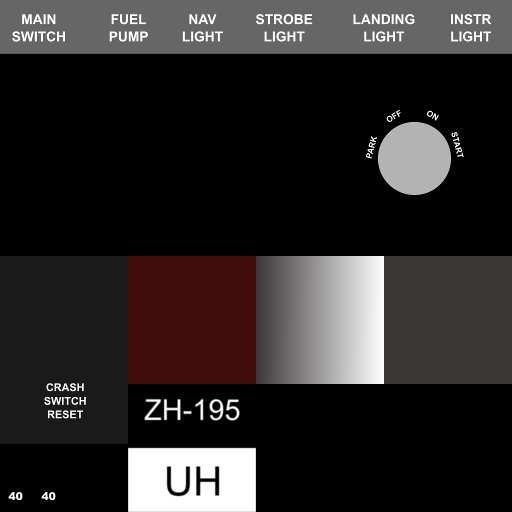 MAIN SWITCH
FUEL PUMP
NAV LIGHT
STROBE LIGHT
LANDING LIGHT
INSTR LIGHT
PARK
OFF
ON
START
CRASH
SWITCH
RESET
ZH-195
UH
40 40